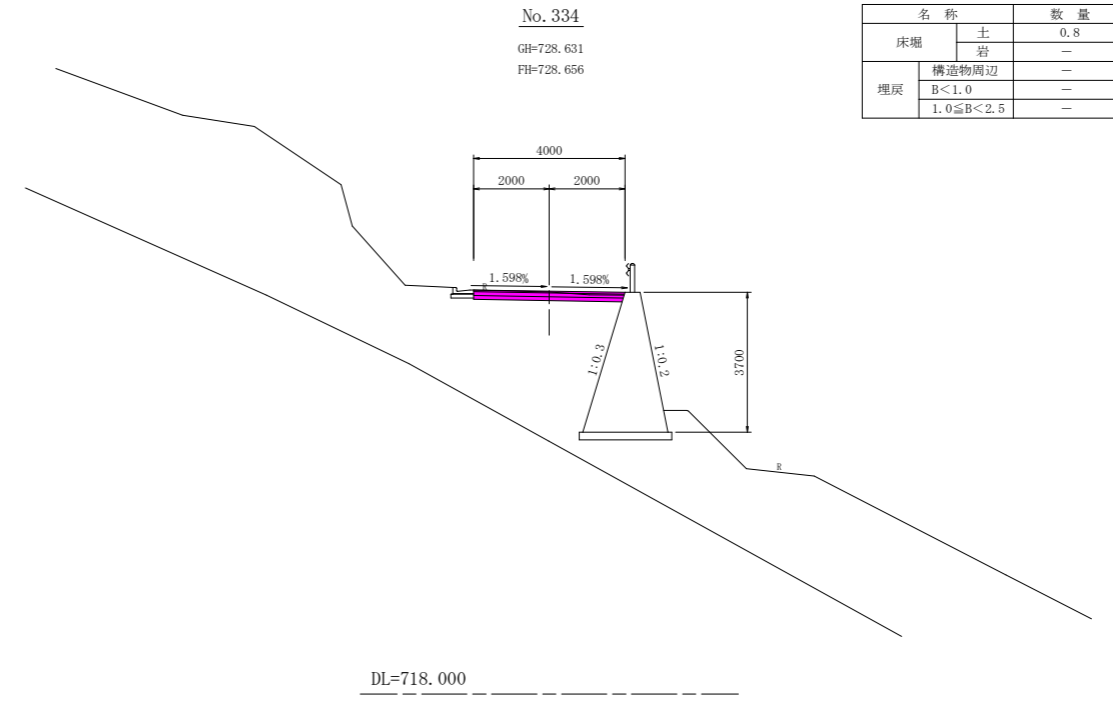 No. 334
GH=728.631
FH=728.656
名 称 数 量
床堀 土 0.8
岩 －
埋戻 構造物周辺 －
B＜1.0 －
1.0≦B＜2.5 －
4000
2000 2000
1.598% 1.598%
R
1:0.3
1:0.2
3700
R
DL=718.000